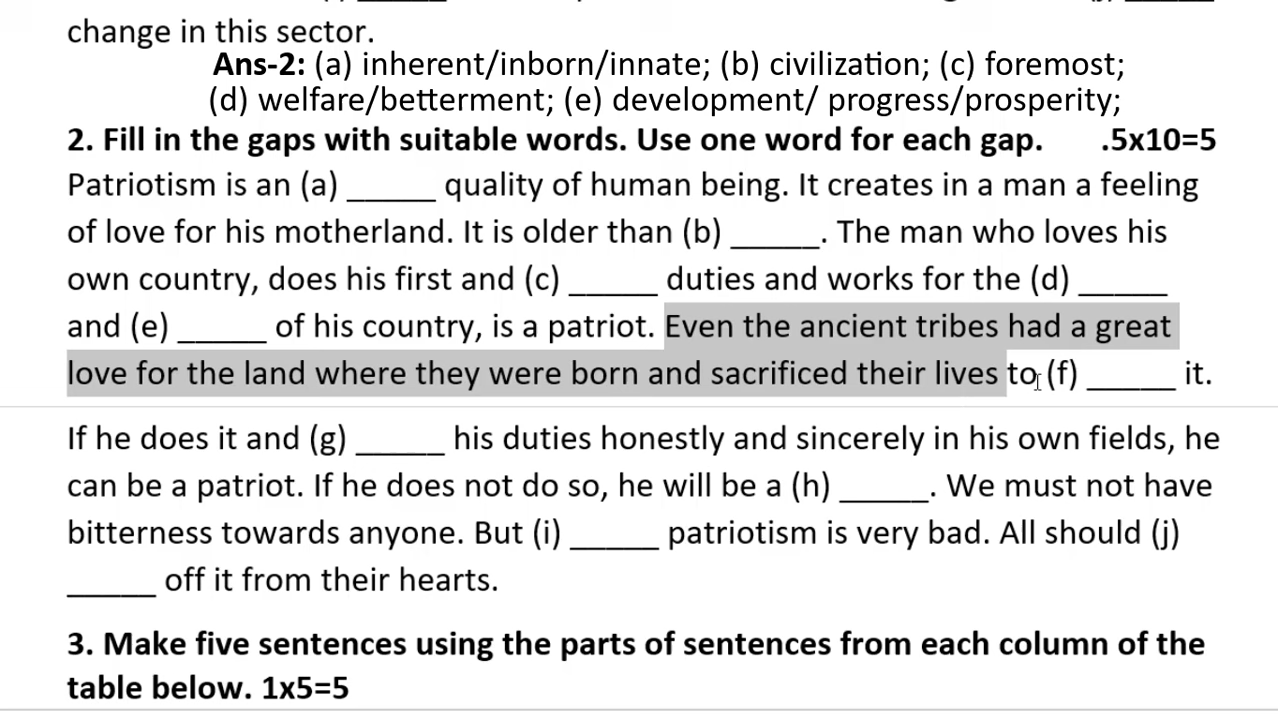 change in this sector.
Ans-2: (a) inherent/inborn/innate; (b) civilization; (c) foremost;
(d) welfare/betterment; (e) development/ progress/prosperity;
2. Fill in the gaps with suitable words. Use one word for each gap. .5x10=5
Patriotism is an (a) _____ quality of human being. It creates in a man a feeling
of love for his motherland. It is older than (b) _____. The man who loves his
own country, does his first and (c) _____ duties and works for the (d) _____
and (e) _____ of his country, is a patriot. Even the ancient tribes had a great
love for the land where they were born and sacrificed their lives to (f) _____ it.
If he does it and (g) _____ his duties honestly and sincerely in his own fields, he
can be a patriot. If he does not do so, he will be a (h) _____. We must not have
bitterness towards anyone. But (i) _____ patriotism is very bad. All should (j)
_____ off it from their hearts.
3. Make five sentences using the parts of sentences from each column of the
table below. 1x5=5